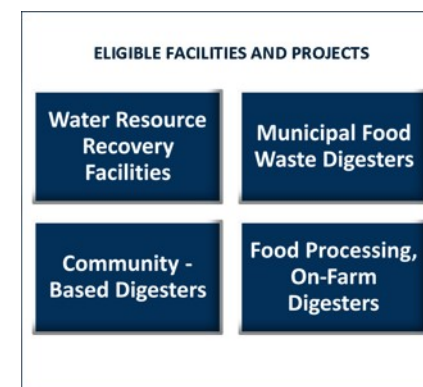 ELIGIBLE FACILITIES AND PROJECTS
Water Resource
Recovery
Facilities
Municipal Food
Waste Digesters
Community -
Based Digesters
Food Processing,
On-Farm
Digesters